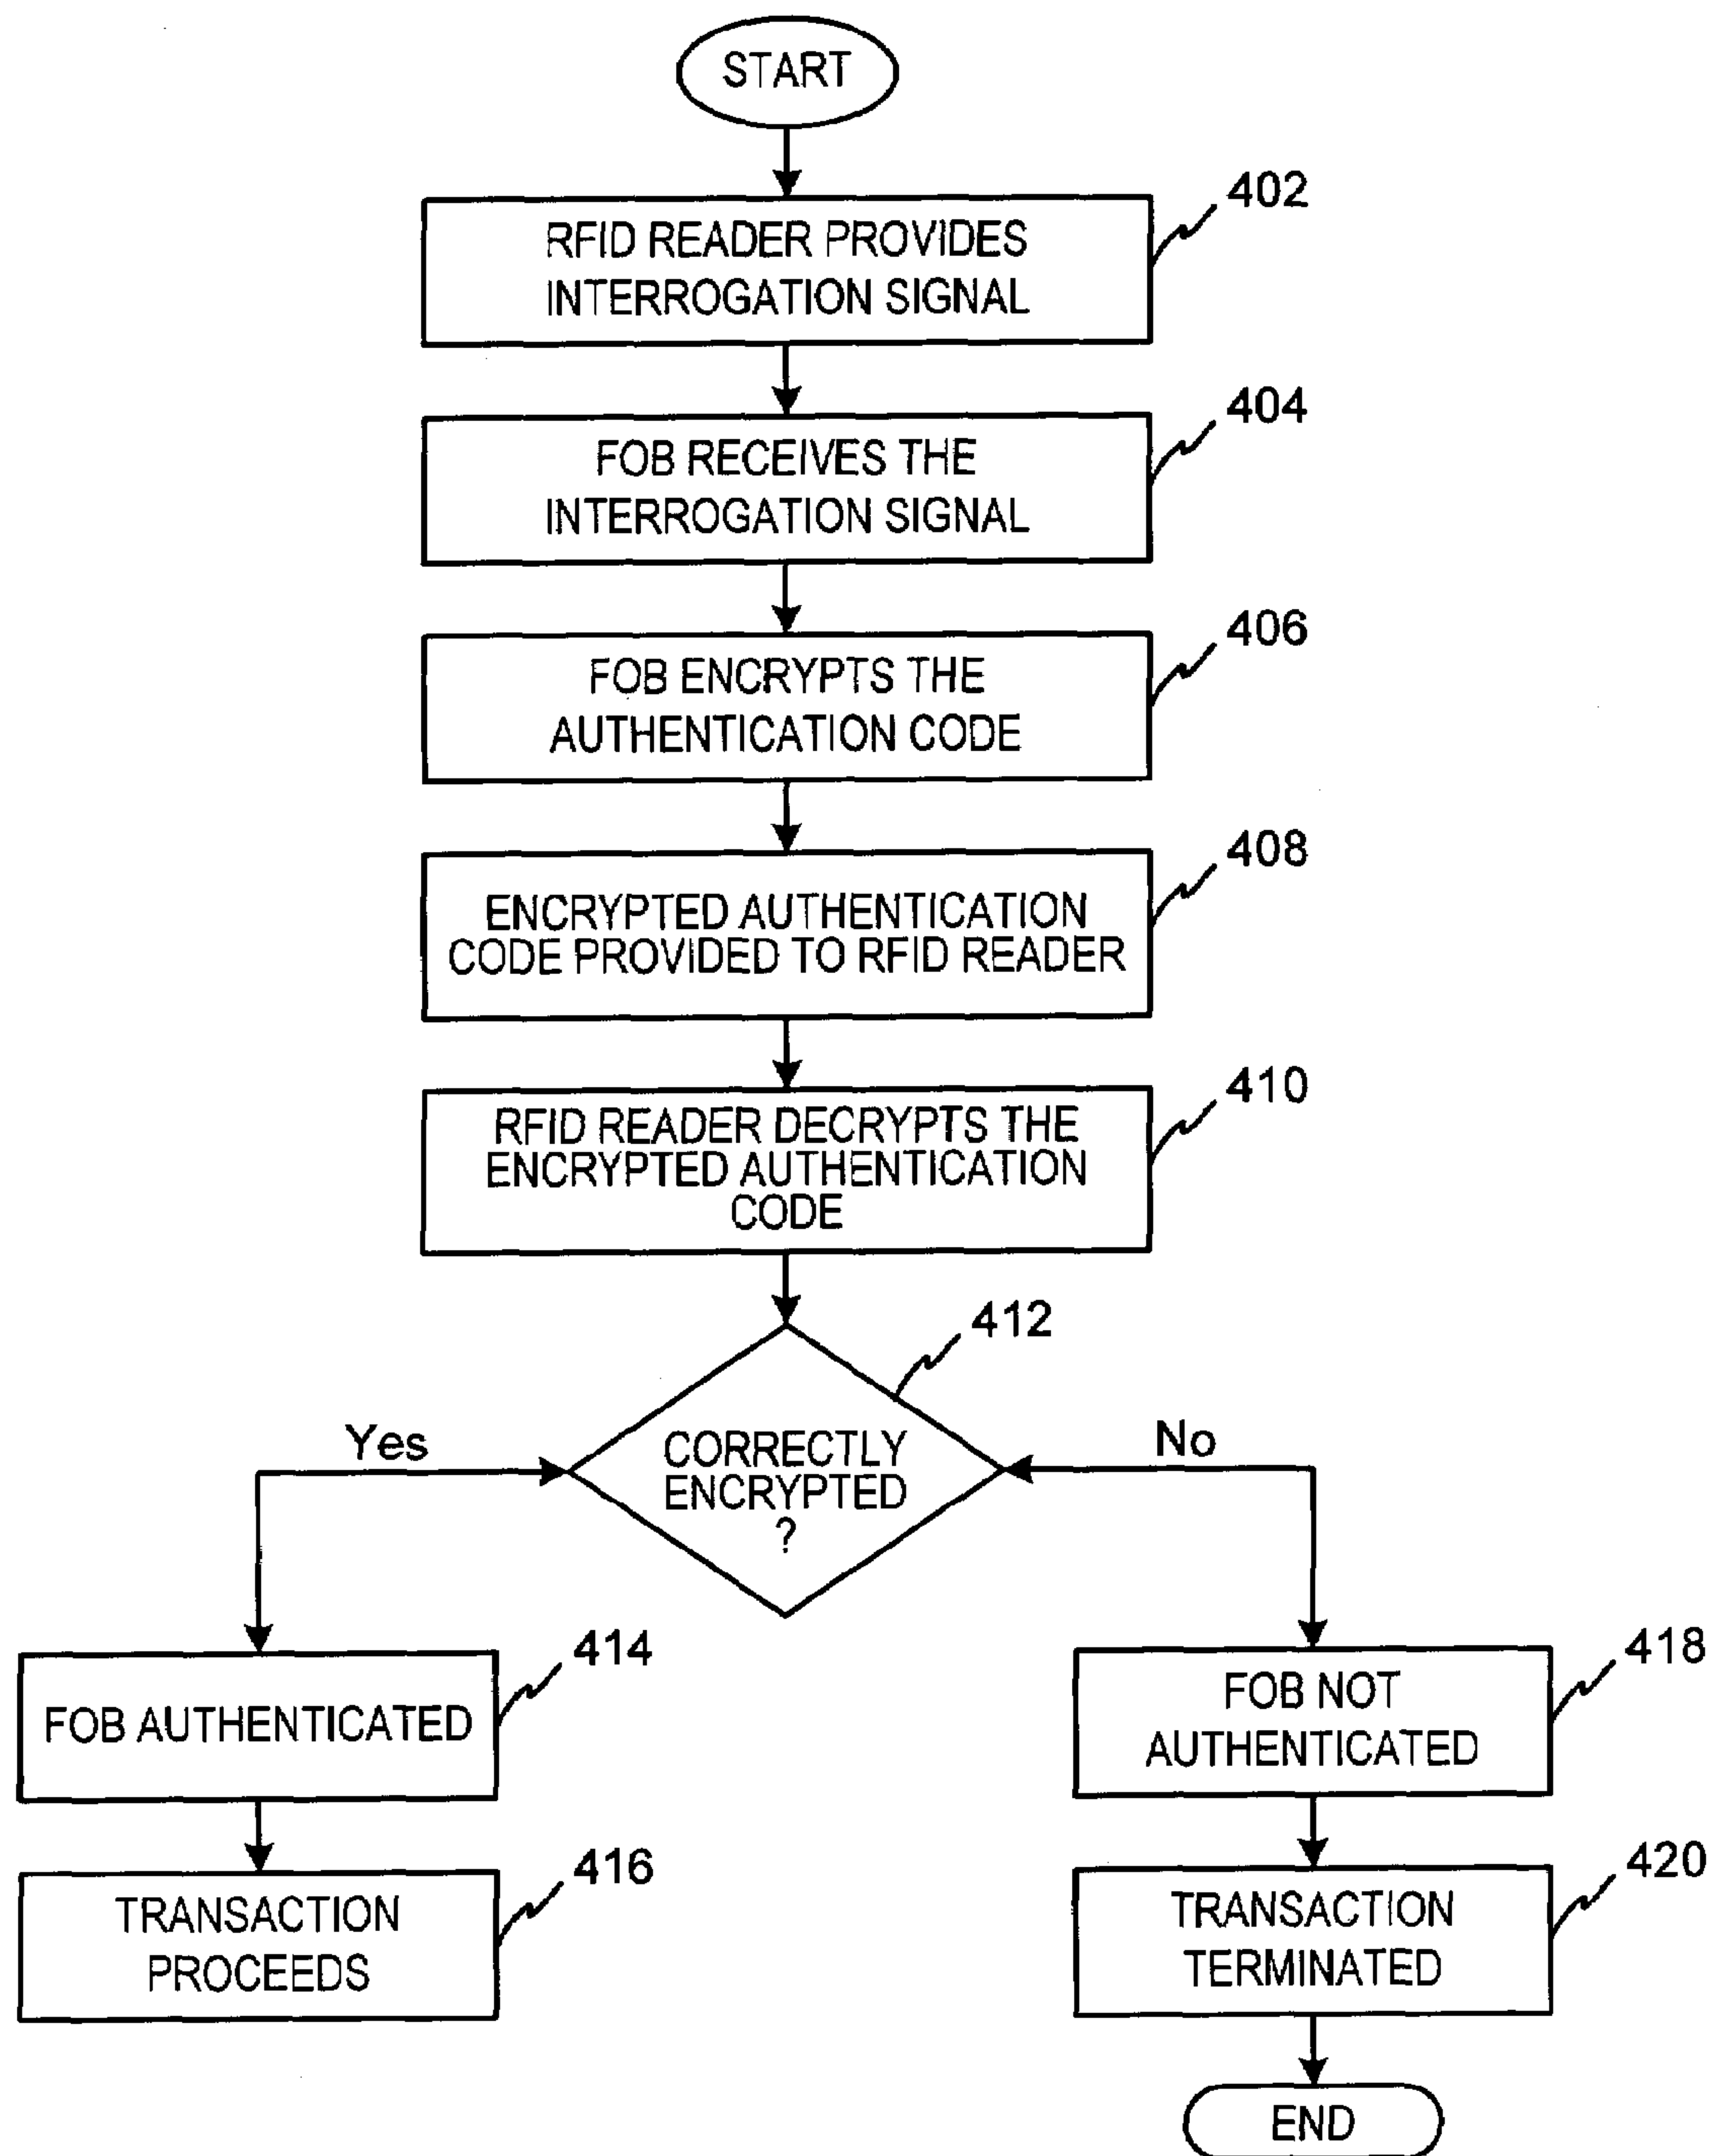 START
402
RFID READER PROVIDES
INTERROGATION SIGNAL
404
FOB RECEIVES THE
INTERROGATION SIGNAL
406
FOB ENCRYPTS THE
AUTHENTICATION CODE
408
ENCRYPTED AUTHENTICATION
CODE PROVIDED TO RFID READER
410
RFID READER DECRYPTS THE
ENCRYPTED AUTHENTICATION
CODE
412
CORRECTLY
ENCRYPTED
?
Yes
No
414
FOB AUTHENTICATED
416
TRANSACTION
PROCEEDS
418
FOB NOT
AUTHENTICATED
420
TRANSACTION
TERMINATED
END